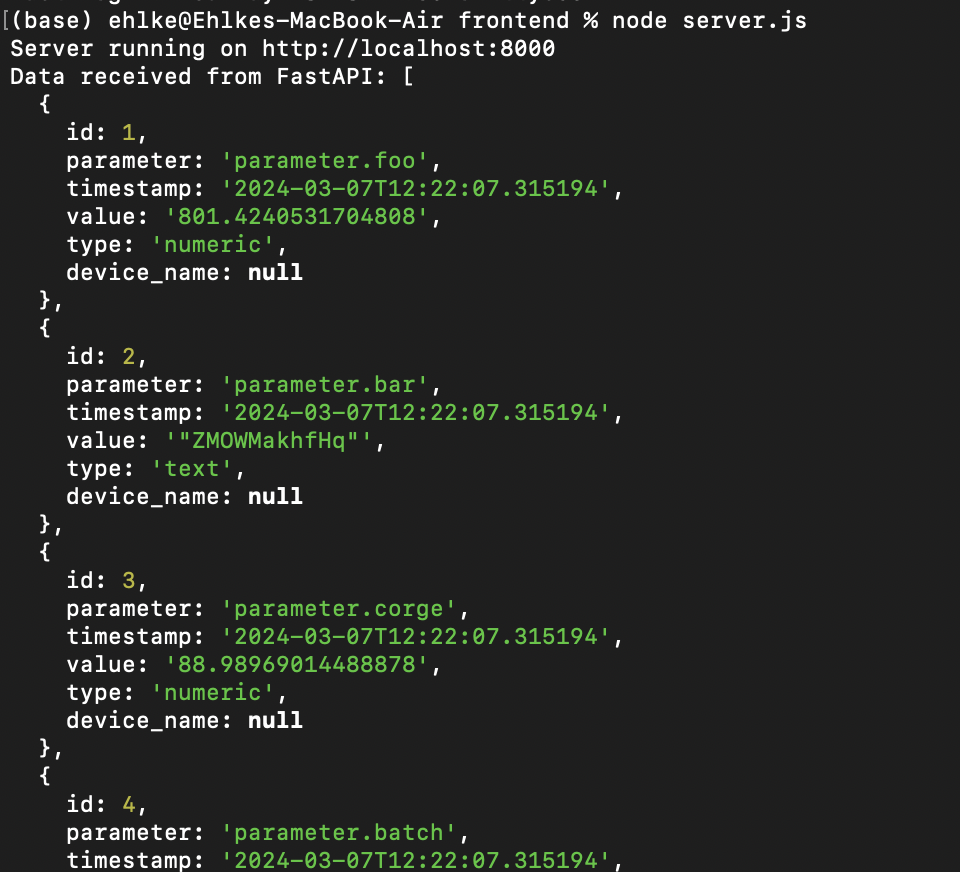 [(base) ehlke@Ehlkes-MacBook-Air frontend % node server.js
Server running on http://localhost:8000
Data received from FastAPI: [
  {
    id: 1,
    parameter: 'parameter.foo',
    timestamp: '2024-03-07T12:22:07.315194',
    value: '801.4240531704808',
    type: 'numeric',
    device_name: null
  },
  {
    id: 2,
    parameter: 'parameter.bar',
    timestamp: '2024-03-07T12:22:07.315194',
    value: '"ZMOWMakhfHq"',
    type: 'text',
    device_name: null
  },
  {
    id: 3,
    parameter: 'parameter.corge',
    timestamp: '2024-03-07T12:22:07.315194',
    value: '88.98969014488878',
    type: 'numeric',
    device_name: null
  },
  {
    id: 4,
    parameter: 'parameter.batch',
    timestamp: '2024-03-07T12:22:07.315194',